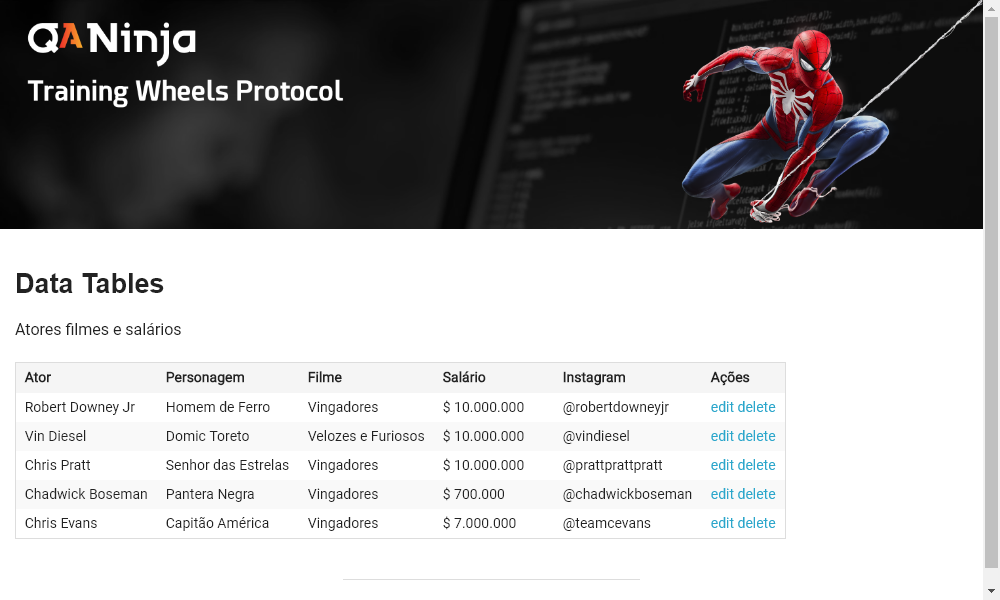 QANinja
Training Wheels Protocol
Data Tables
Atores filmes e salários
Ator Personagem Filme Salário Instagram Ações
Robert Downey Jr Homem de Ferro Vingadores $ 10.000.000 @robertdowneyjr edit delete
Vin Diesel Domic Toreto Velozes e Furiosos $ 10.000.000 @vindiesel edit delete
Chris Pratt Senhor das Estrelas Vingadores $ 10.000.000 @prattprattpratt edit delete
Chadwick Boseman Pantera Negra Vingadores $ 700.000 @chadwickboseman edit delete
Chris Evans Capitão América Vingadores $ 7.000.000 @teamcevans edit delete